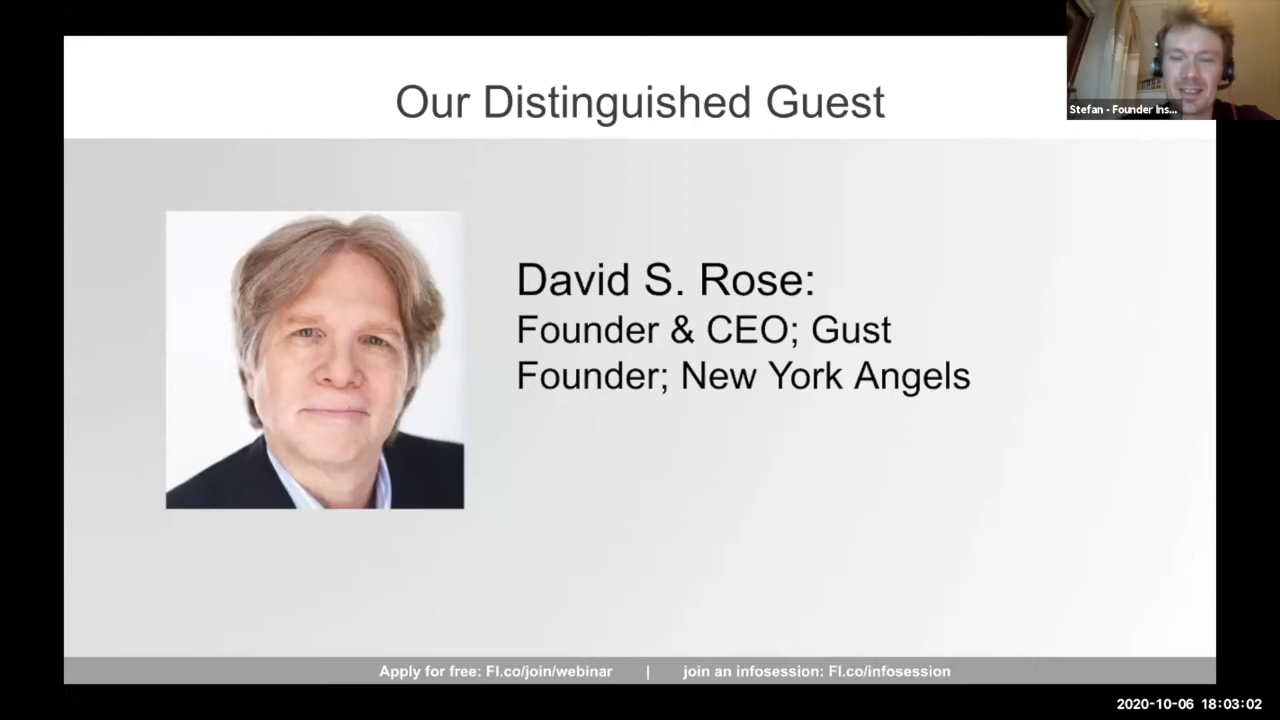 Our Distinguished Guest
Stefan - Founder Ins...
David S. Rose:
Founder & CEO; Gust
Founder; New York Angels
Apply for free: FI.co/join/webinar | join an infosession: FI.co/infosession
2020-10-06 18:03:02